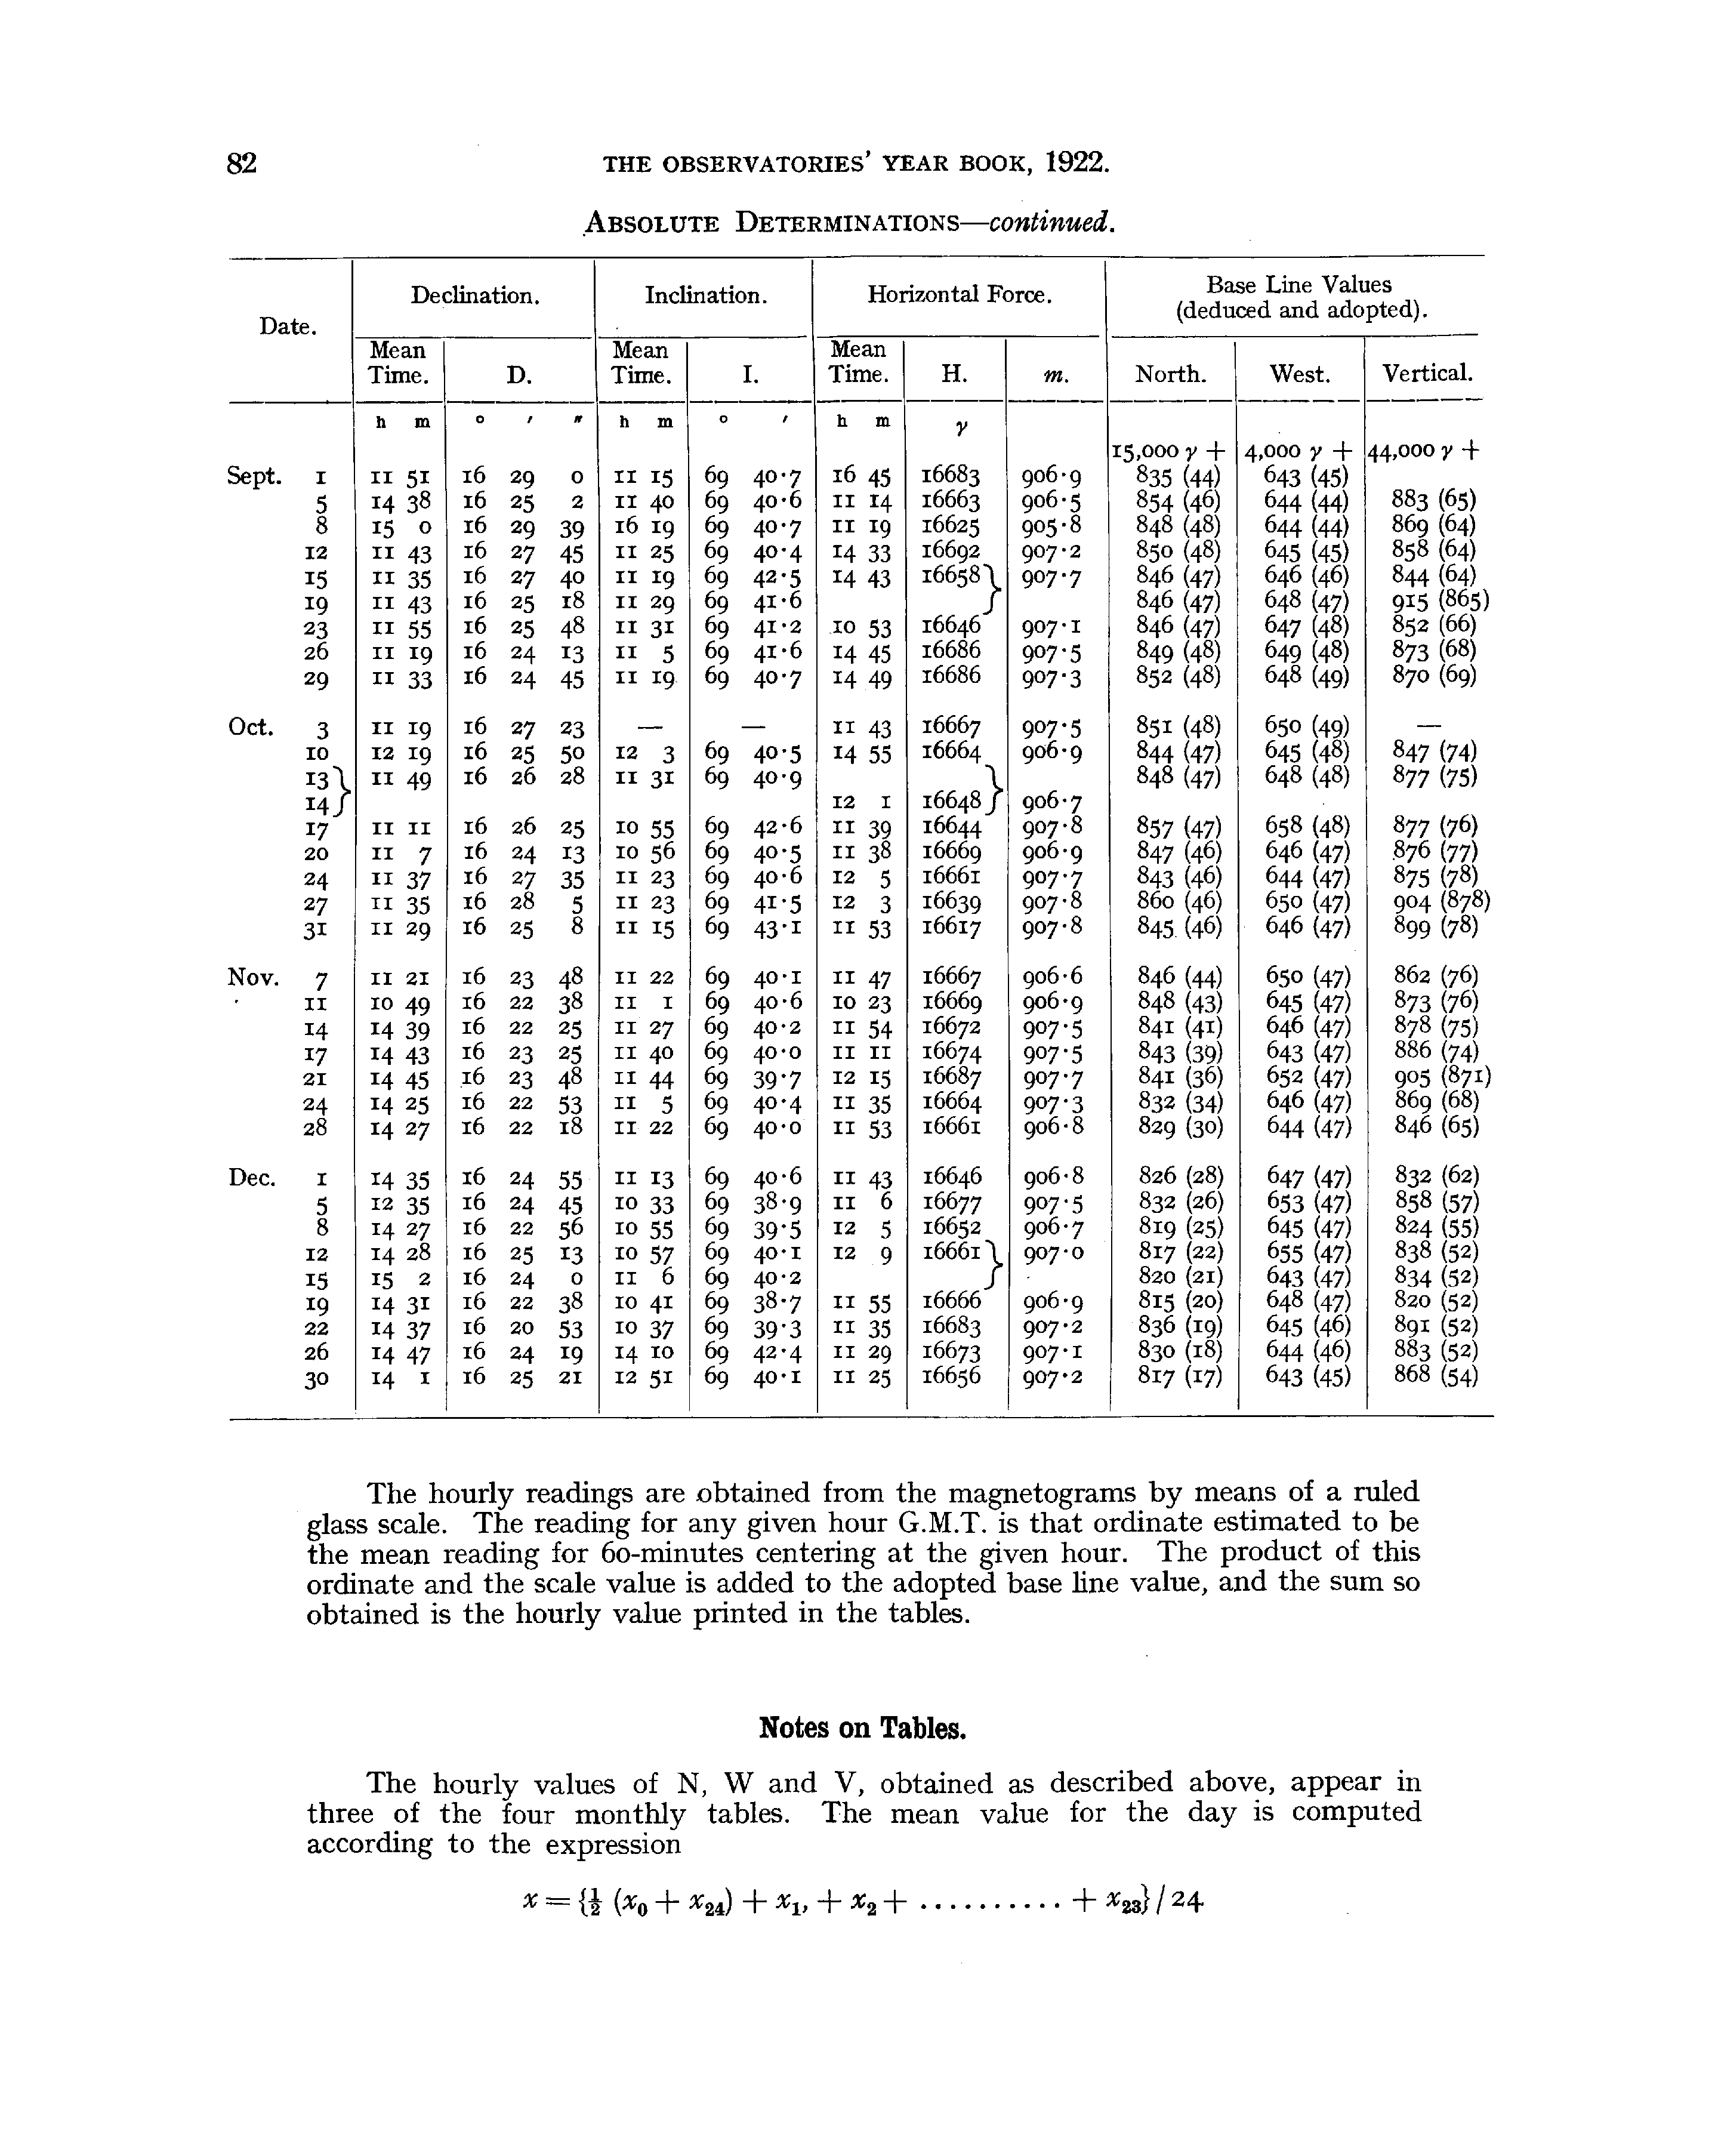 82 THE OBSERVATORIES' YEAR BOOK, 1922.
ABSOLUTE DETERMINATIONS—continued.
Date. Declination. Inclination. Horizontal Force. Base Line Values
(deduced and adopted).
Mean Time. D. Mean Time. I. Mean Time. H. m. North. West. Vertical.
h m ° ′ ″ h m ° ′ h m γ
15,000 γ + 4,000 γ + 44,000 γ +
Sept. 1 11 51 16 29 0 11 15 69 40·7 16 45 16683 906·9 835 (44) 643 (45)
5 14 38 16 25 2 11 40 69 40·6 11 14 16663 906·5 854 (46) 644 (44) 883 (65)
8 15 0 16 29 39 16 19 69 40·7 11 19 16625 905·8 848 (48) 644 (44) 869 (64)
12 11 43 16 27 45 11 25 69 40·4 14 33 16692 907·2 850 (48) 645 (45) 858 (64)
15 11 35 16 27 40 11 19 69 42·5 14 43 16658} 907·7 846 (47) 646 (46) 844 (64)
19 11 43 16 25 18 11 29 69 41·6 846 (47) 648 (47) 915 (865)
23 11 55 16 25 48 11 31 69 41·2 10 53 16646 907·1 846 (47) 647 (48) 852 (66)
26 11 19 16 24 13 11 5 69 41·6 14 45 16686 907·5 849 (48) 649 (48) 873 (68)
29 11 33 16 24 45 11 19 69 40·7 14 49 16686 907·3 852 (48) 648 (49) 870 (69)
Oct. 3 11 19 16 27 23 — — 11 43 16667 907·5 851 (48) 650 (49) —
10 12 19 16 25 50 12 3 69 40·5 14 55 16664 906·9 844 (47) 645 (48) 847 (74)
13} 11 49 16 26 28 11 31 69 40·9 848 (47) 648 (48) 877 (75)
14 12 1 16648} 906·7
17 11 11 16 26 25 10 55 69 42·6 11 39 16644 907·8 857 (47) 658 (48) 877 (76)
20 11 7 16 24 13 10 56 69 40·5 11 38 16669 906·9 847 (46) 646 (47) 876 (77)
24 11 37 16 27 35 11 23 69 40·6 12 5 16661 907·7 843 (46) 644 (47) 875 (78)
27 11 35 16 28 5 11 23 69 41·5 12 3 16639 907·8 860 (46) 650 (47) 904 (878)
31 11 29 16 25 8 11 15 69 43·1 11 53 16617 907·8 845 (46) 646 (47) 899 (78)
Nov. 7 11 21 16 23 48 11 22 69 40·1 11 47 16667 906·6 846 (44) 650 (47) 862 (76)
11 10 49 16 22 38 11 1 69 40·6 10 23 16669 906·9 848 (43) 645 (47) 873 (76)
14 14 39 16 22 25 11 27 69 40·2 11 54 16672 907·5 841 (41) 646 (47) 878 (75)
17 14 43 16 23 25 11 40 69 40·0 11 11 16674 907·5 843 (39) 643 (47) 886 (74)
21 14 45 16 23 48 11 44 69 39·7 12 15 16687 907·7 841 (36) 652 (47) 905 (871)
24 14 25 16 22 53 11 5 69 40·4 11 35 16664 907·3 832 (34) 646 (47) 869 (68)
28 14 27 16 22 18 11 22 69 40·0 11 53 16661 906·8 829 (30) 644 (47) 846 (65)
Dec. 1 14 35 16 24 55 11 13 69 40·6 11 43 16646 906·8 826 (28) 647 (47) 832 (62)
5 12 35 16 24 45 10 33 69 38·9 11 6 16677 907·5 832 (26) 653 (47) 858 (57)
8 14 27 16 22 56 10 55 69 39·5 12 5 16652 906·7 819 (25) 645 (47) 824 (55)
12 14 28 16 25 13 10 57 69 40·1 12 9 16661} 907·0 817 (22) 655 (47) 838 (52)
15 15 2 16 24 0 11 6 69 40·2 820 (21) 643 (47) 834 (52)
19 14 31 16 22 38 10 41 69 38·7 11 55 16666 906·9 815 (20) 648 (47) 820 (52)
22 14 37 16 20 53 10 37 69 39·3 11 35 16683 907·2 836 (19) 645 (46) 891 (52)
26 14 47 16 24 19 14 10 69 42·4 11 29 16673 907·1 830 (18) 644 (46) 883 (52)
30 14 1 16 25 21 12 51 69 40·1 11 25 16656 907·2 817 (17) 643 (45) 868 (54)
The hourly readings are obtained from the magnetograms by means of a ruled
glass scale. The reading for any given hour G.M.T. is that ordinate estimated to be
the mean reading for 60-minutes centering at the given hour. The product of this
ordinate and the scale value is added to the adopted base line value, and the sum so
obtained is the hourly value printed in the tables.
Notes on Tables.
The hourly values of N, W and V, obtained as described above, appear in
three of the four monthly tables. The mean value for the day is computed
according to the expression
x = {½ (x₀ + x₂₄) + x₁, + x₂ + ........... + x₂₃} / 24